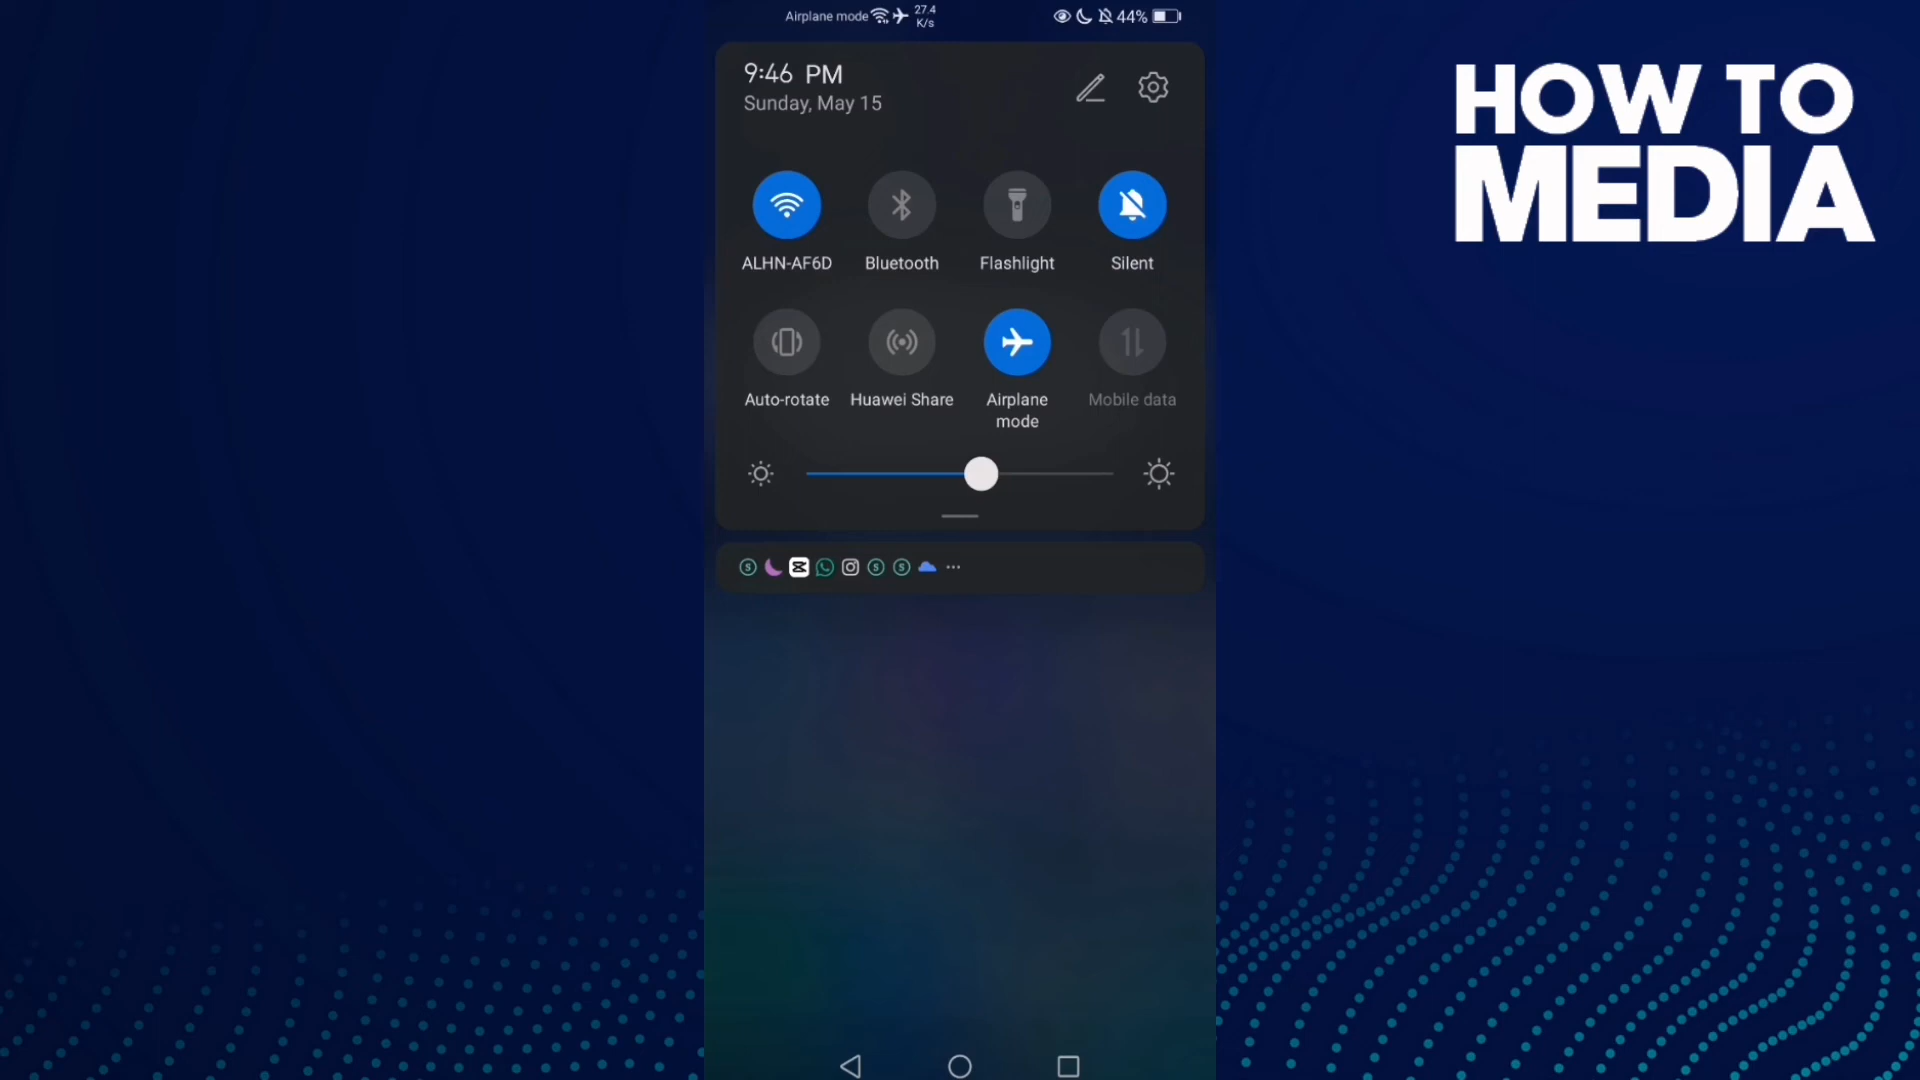 Airplane mode 27.4 K/s 44%
9:46 PM
Sunday, May 15
HOW TO
MEDIA
ALHN-AF6D Bluetooth Flashlight Silent
Auto-rotate Huawei Share Airplane mode Mobile data